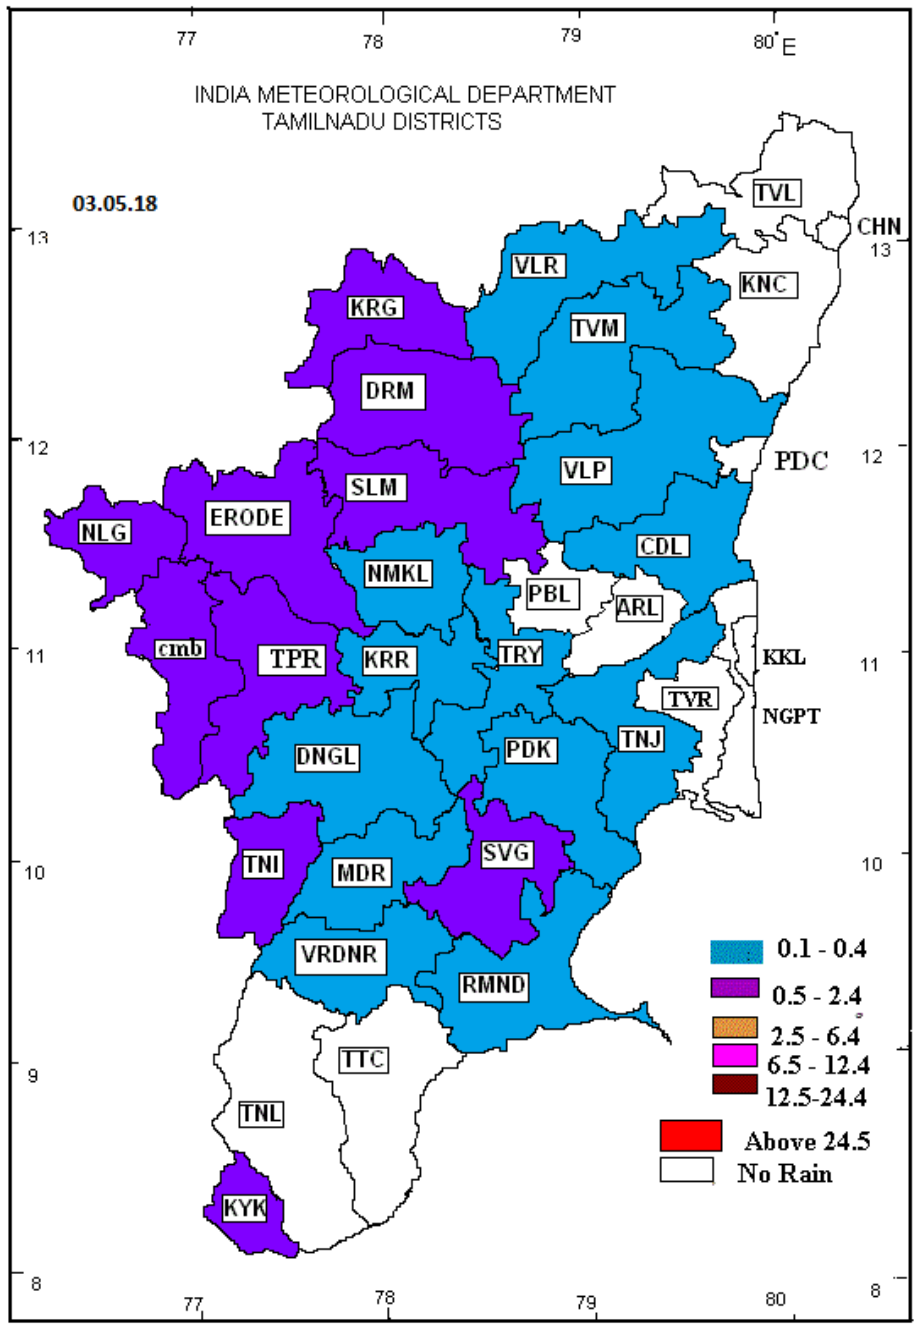 77 78 79 80° E
INDIA METEOROLOGICAL DEPARTMENT
TAMILNADU DISTRICTS
03.05.18
TVL
CHN
13
13
VLR
KNC
KRG
TVM
DRM
12
12
PDC
VLP
SLM
ERODE
NLG
CDL
NMKL
PBL
ARL
11
cmb
TPR
KRR
TRY
KKL
11
TVR
NGPT
DNGL
PDK
TNJ
10
TNI
MDR
SVG
10
VRDNR
RMND
0.1 - 0.4
0.5 - 2.4
2.5 - 6.4
6.5 - 12.4
12.5-24.4
Above 24.5
No Rain
9
9
TTC
TNL
KYK
8
8
77 78 79 80